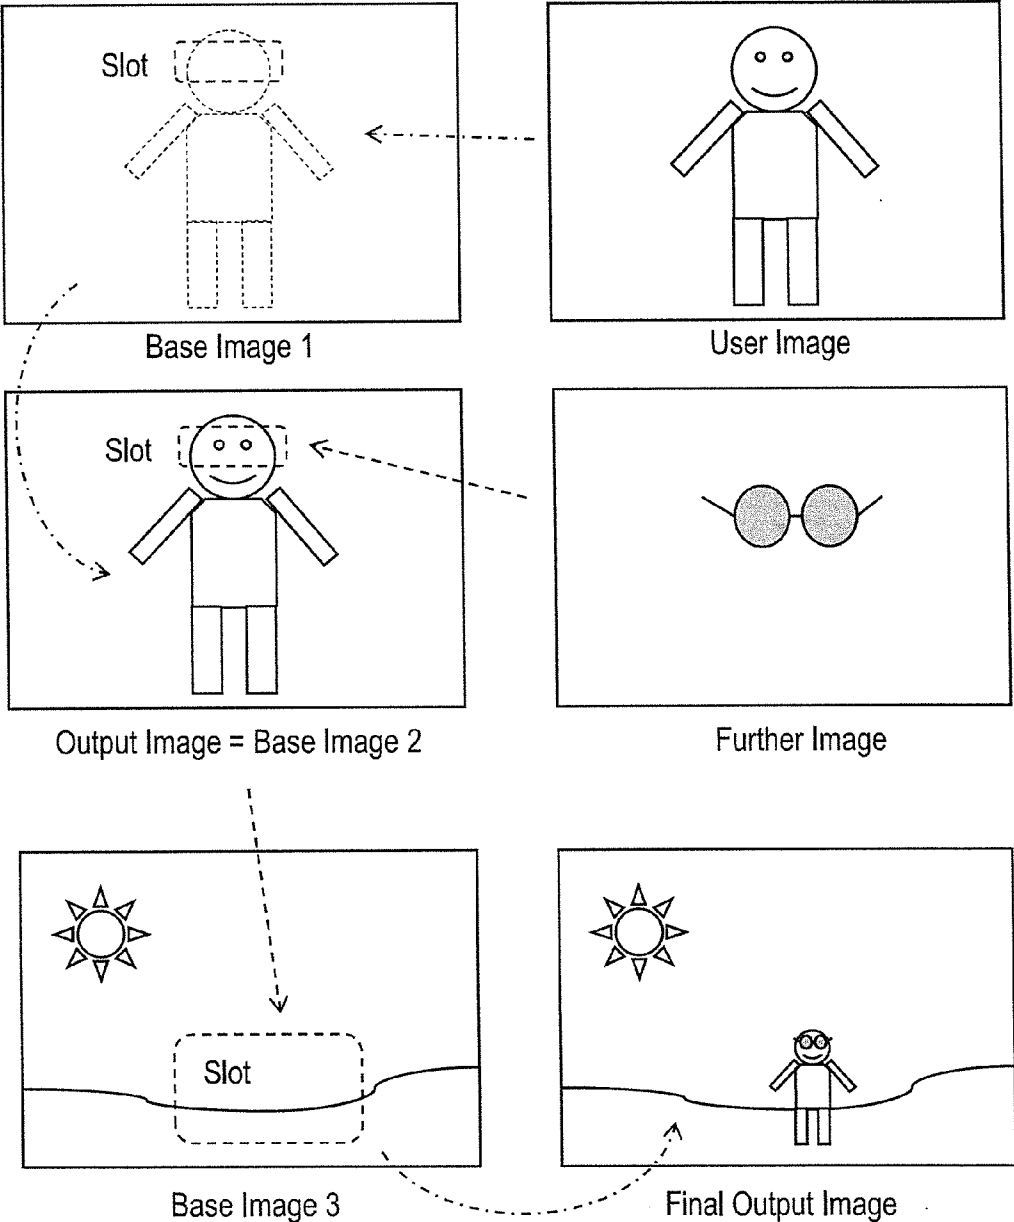 Slot
Base Image 1
User Image
Slot
Output Image = Base Image 2
Further Image
Slot
Base Image 3
Final Output Image